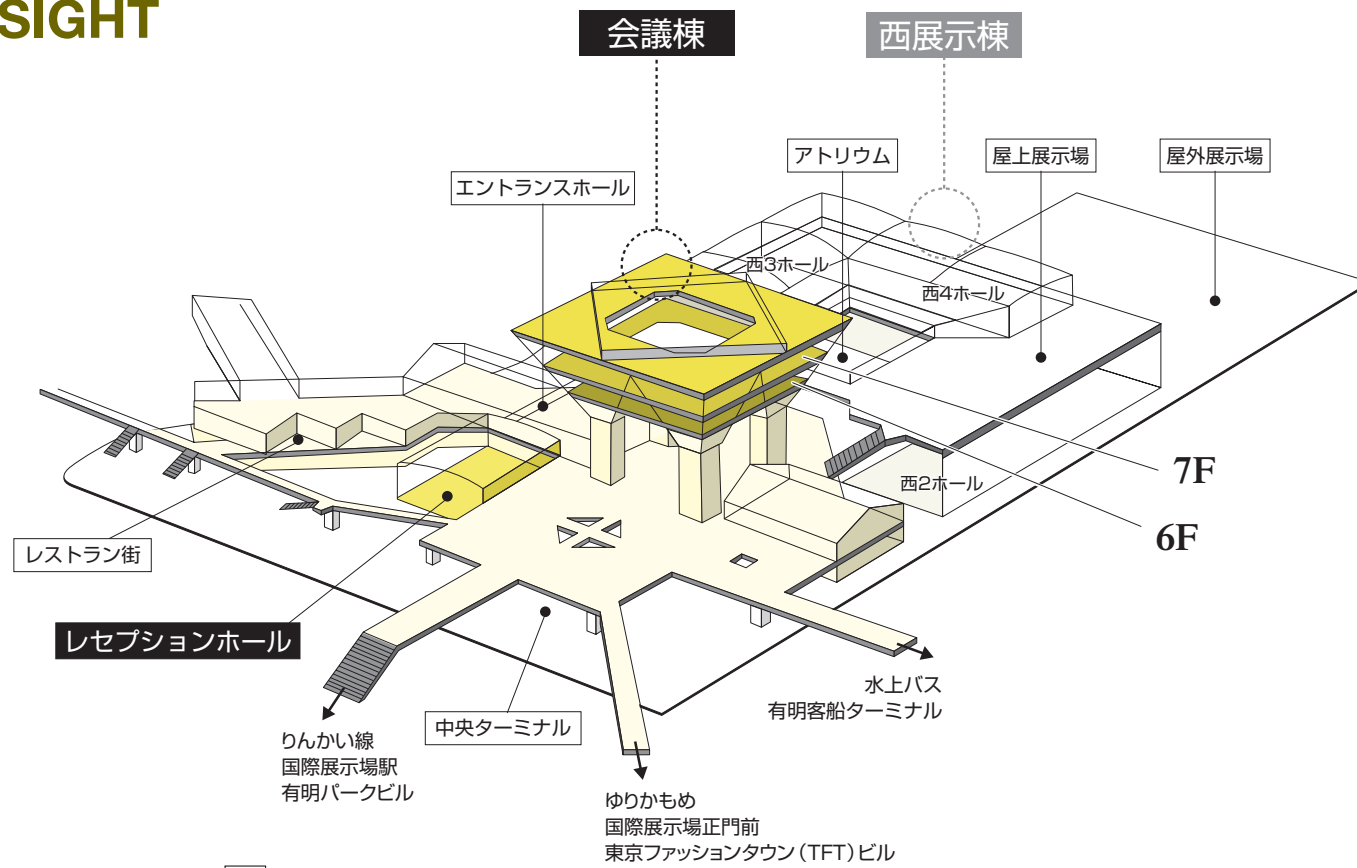 SIGHT
会議棟
西展示棟
アトリウム
屋上展示場
屋外展示場
エントランスホール
西3ホール
西4ホール
7F
西2ホール
6F
レストラン街
レセプションホール
水上バス
有明客船ターミナル
中央ターミナル
りんかい線
国際展示場駅
有明パークビル
ゆりかもめ
国際展示場正門前
東京ファッションタウン（TFT）ビル